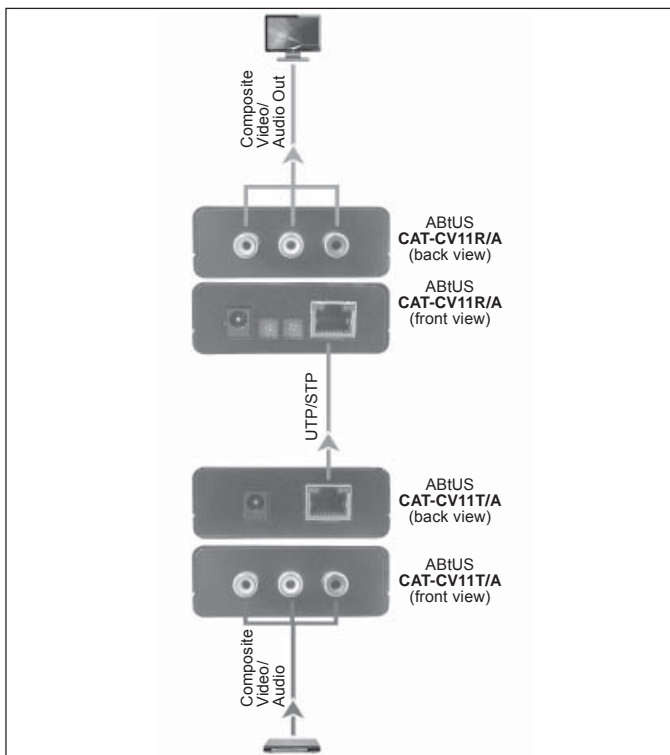 Composite
Video/
Audio Out
ABtUS
CAT-CV11R/A
(back view)
ABtUS
CAT-CV11R/A
(front view)
UTP/STP
ABtUS
CAT-CV11T/A
(back view)
ABtUS
CAT-CV11T/A
(front view)
Composite
Video/
Audio